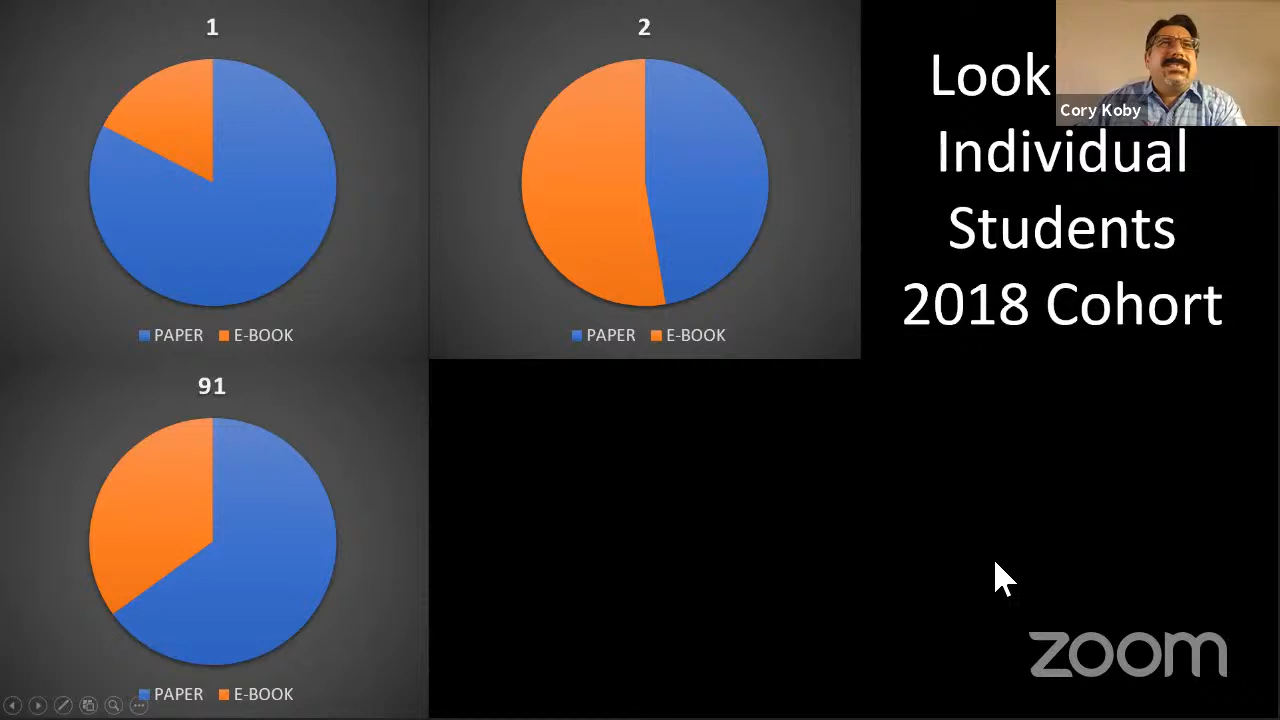 1
PAPER E-BOOK
2
PAPER E-BOOK
Look
Individual
Students
2018 Cohort
Cory Koby
91
PAPER E-BOOK
zoom